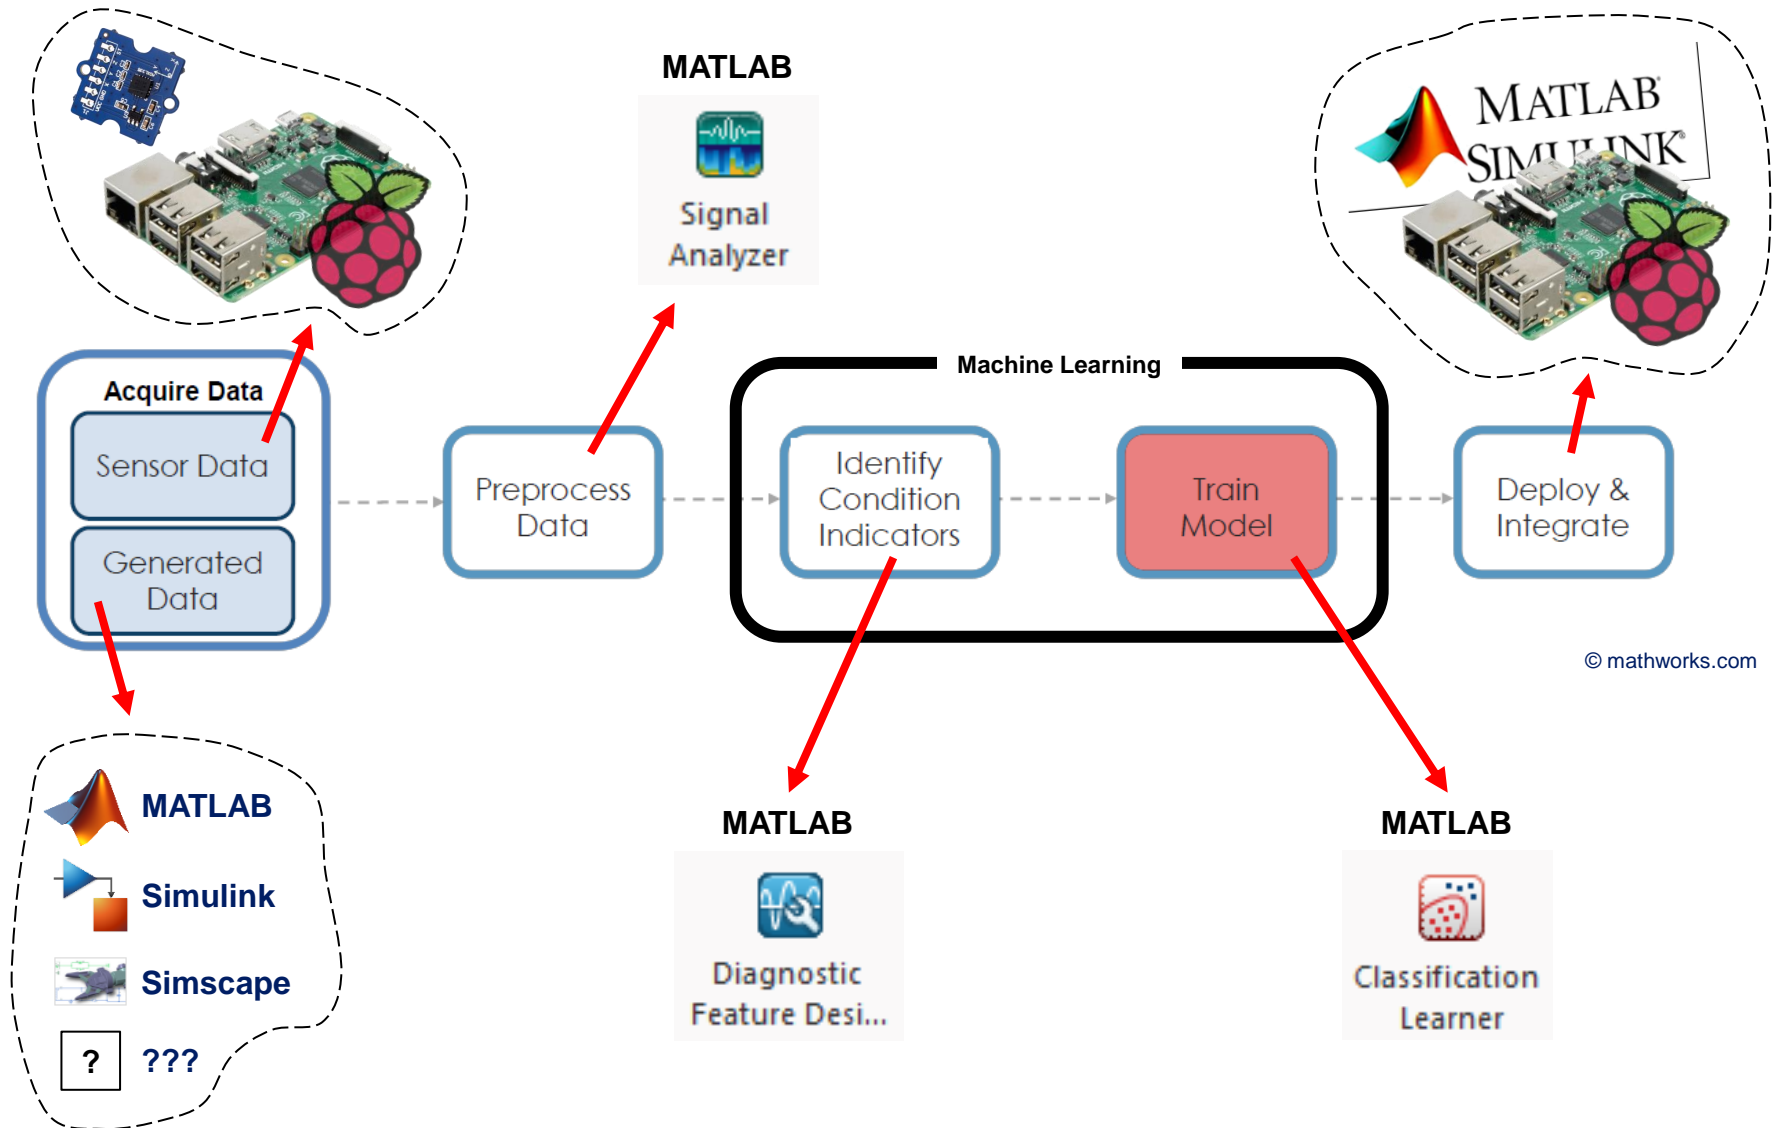 MATLAB
Signal
Analyzer
MATLAB®
SIMULINK®
Machine Learning
Acquire Data
Sensor Data
Generated
Data
Preprocess
Data
Identify
Condition
Indicators
Train
Model
Deploy &
Integrate
© mathworks.com
MATLAB
Simulink
Simscape
? ???
MATLAB
Diagnostic
Feature Desi...
MATLAB
Classification
Learner